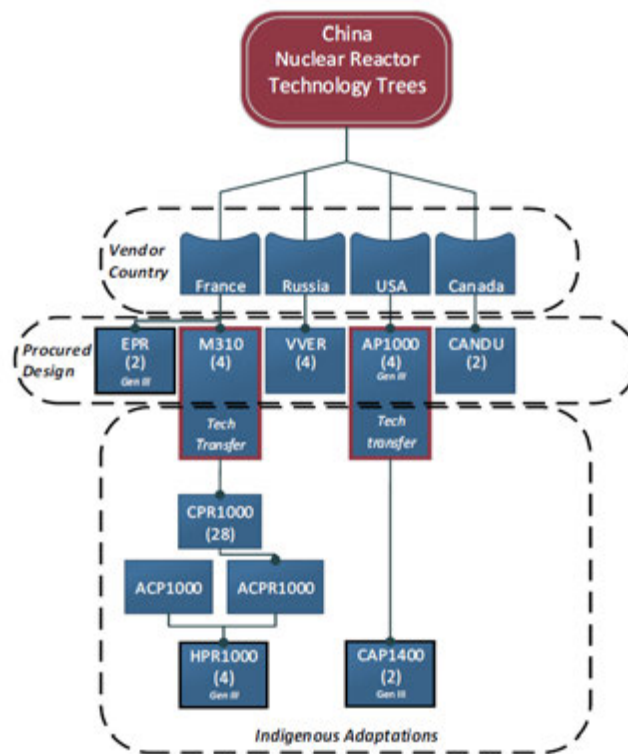 China
Nuclear Reactor
Technology Trees
Vendor
Country
France
Russia
USA
Canada
Procured
Design
EPR
(2)
Gen III
M310
(4)
VVER
(4)
AP1000
(4)
Gen III
CANDU
(2)
Tech
Transfer
Tech
transfer
CPR1000
(28)
ACP1000
ACPR1000
HPR1000
(4)
Gen III
CAP1400
(2)
Gen III
Indigenous Adaptations